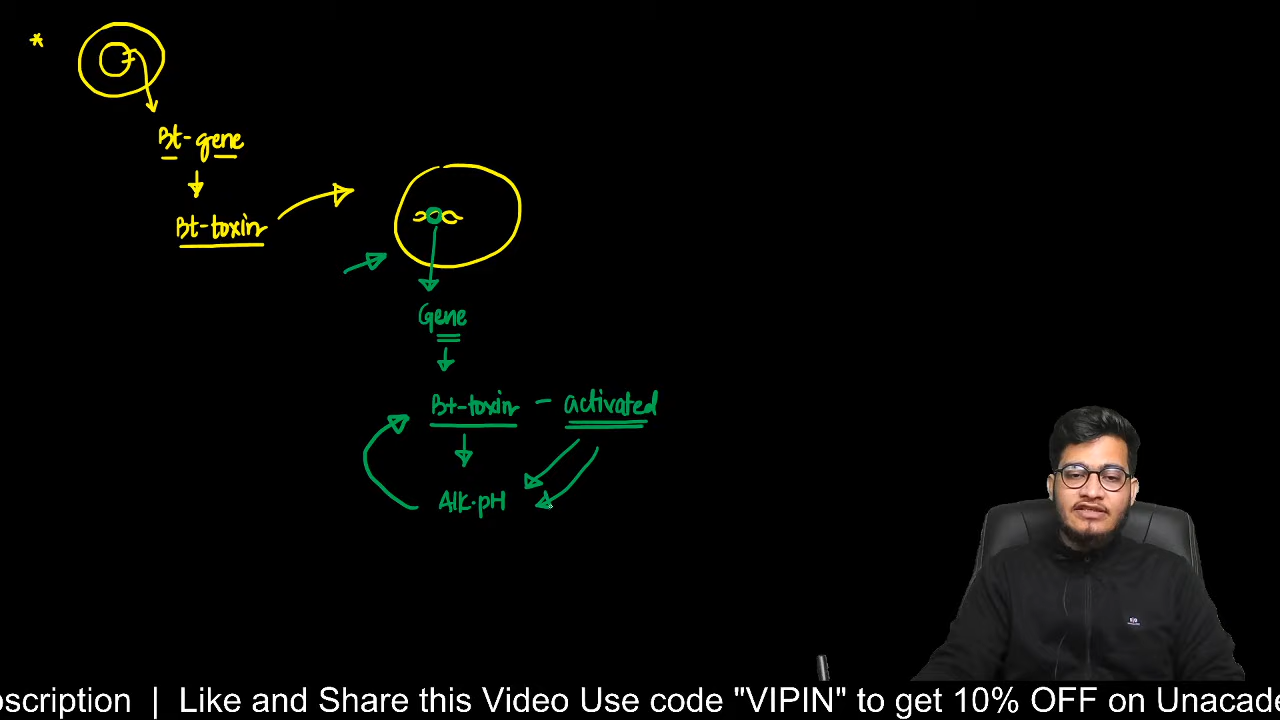 *
Bt-gene
Bt-toxin
Gene
Bt-toxin - activated
Alk.pH
oscription | Like and Share this Video Use code "VIPIN" to get 10% OFF on Unacade